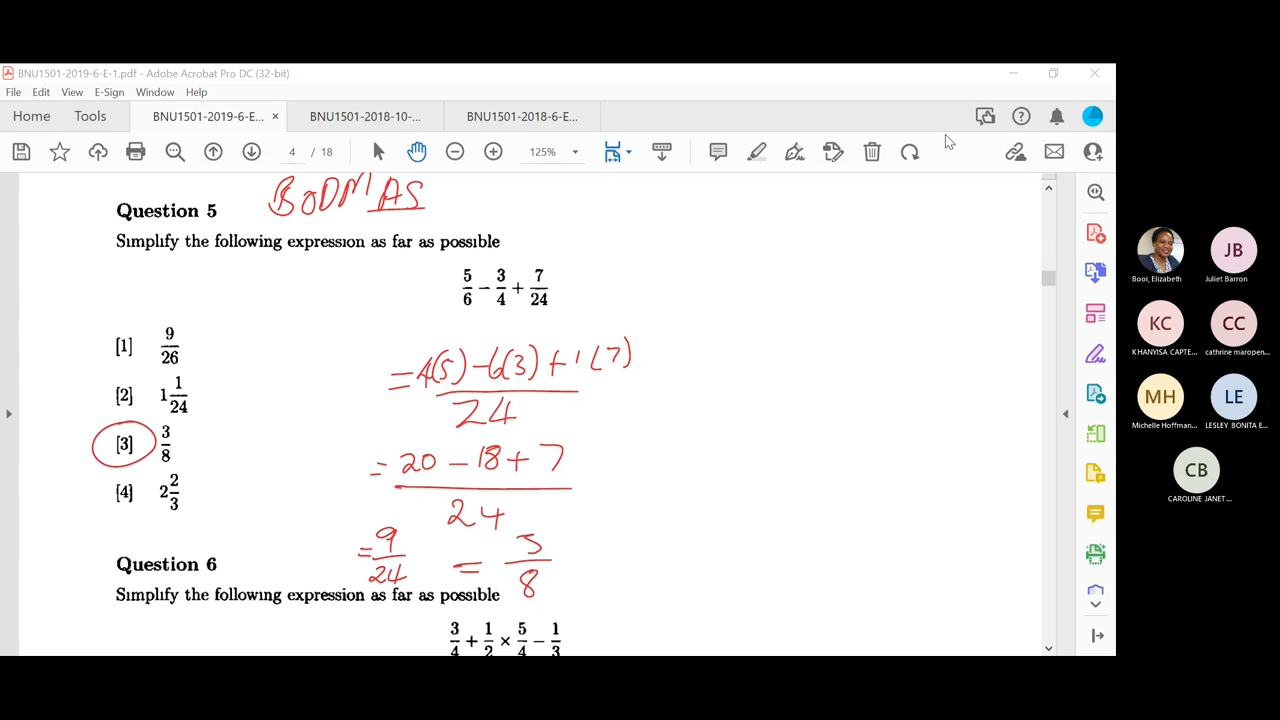 BNU1501-2019-6-E-1.pdf - Adobe Acrobat Pro DC (32-bit)
File Edit View E-Sign Window Help
Home Tools BNU1501-2019-6-E... × BNU1501-2018-10-... BNU1501-2018-6-E...
4 / 18 125%
BODMAS
Question 5
Simplify the following expression as far as possible
5/6 − 3/4 + 7/24
[1] 9/26
[2] 1 1/24
[3] 3/8
[4] 2 2/3
= 4(5) − 6(3) + 1(7) / 24
= 20 − 18 + 7 / 24
= 9/24 = 3/8
Question 6
Simplify the following expression as far as possible
3/4 + 1/2 × 5/4 − 1/3
Booi, Elizabeth
JB
Juliet Barron
KC
KHANYISA CAPTE...
CC
cathrine maropen...
MH
Michelle Hoffman...
LE
LESLEY BONITA E...
CB
CAROLINE JANET...